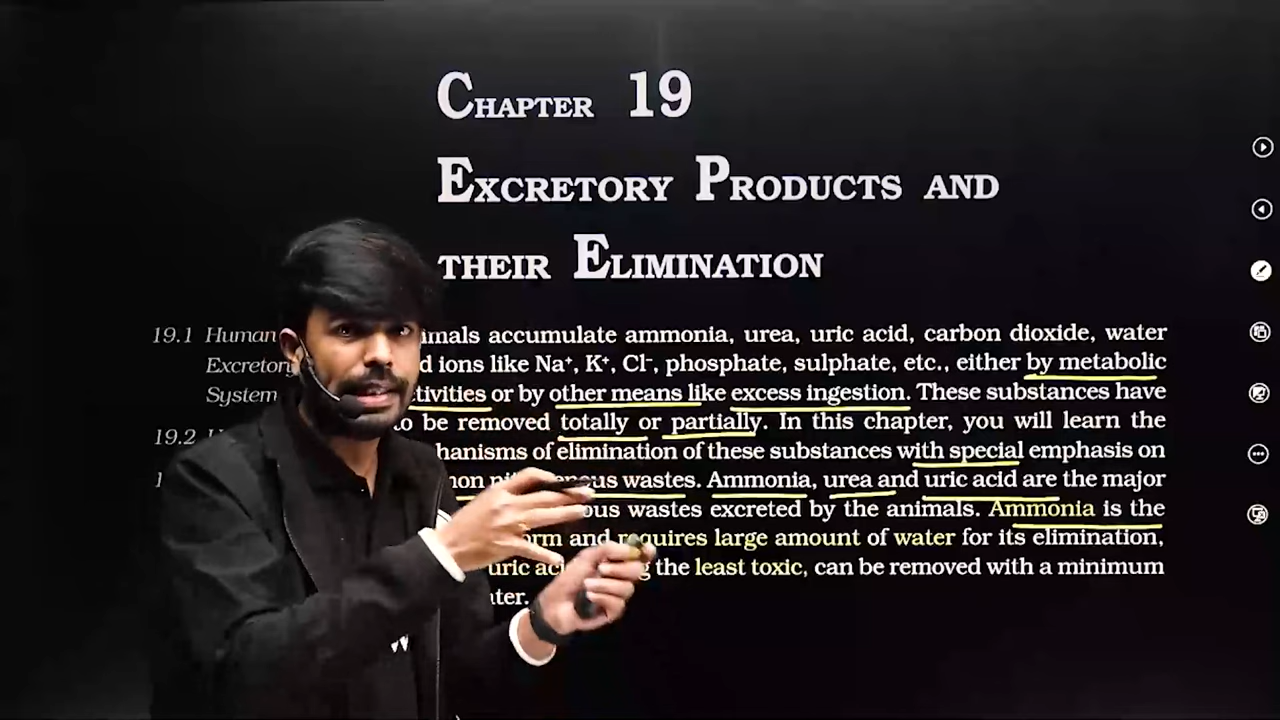 CHAPTER 19
EXCRETORY PRODUCTS AND
THEIR ELIMINATION
19.1 Human
Excretory
System
19.2
imals accumulate ammonia, urea, uric acid, carbon dioxide, water
d ions like Na⁺, K⁺, Cl⁻, phosphate, sulphate, etc., either by metabolic
tivities or by other means like excess ingestion. These substances have
to be removed totally or partially. In this chapter, you will learn the
hanisms of elimination of these substances with special emphasis on
mon nous wastes. Ammonia, urea and uric acid are the major
ous wastes excreted by the animals. Ammonia is the
orm and requires large amount of water for its elimination,
uric aci the least toxic, can be removed with a minimum
ter.